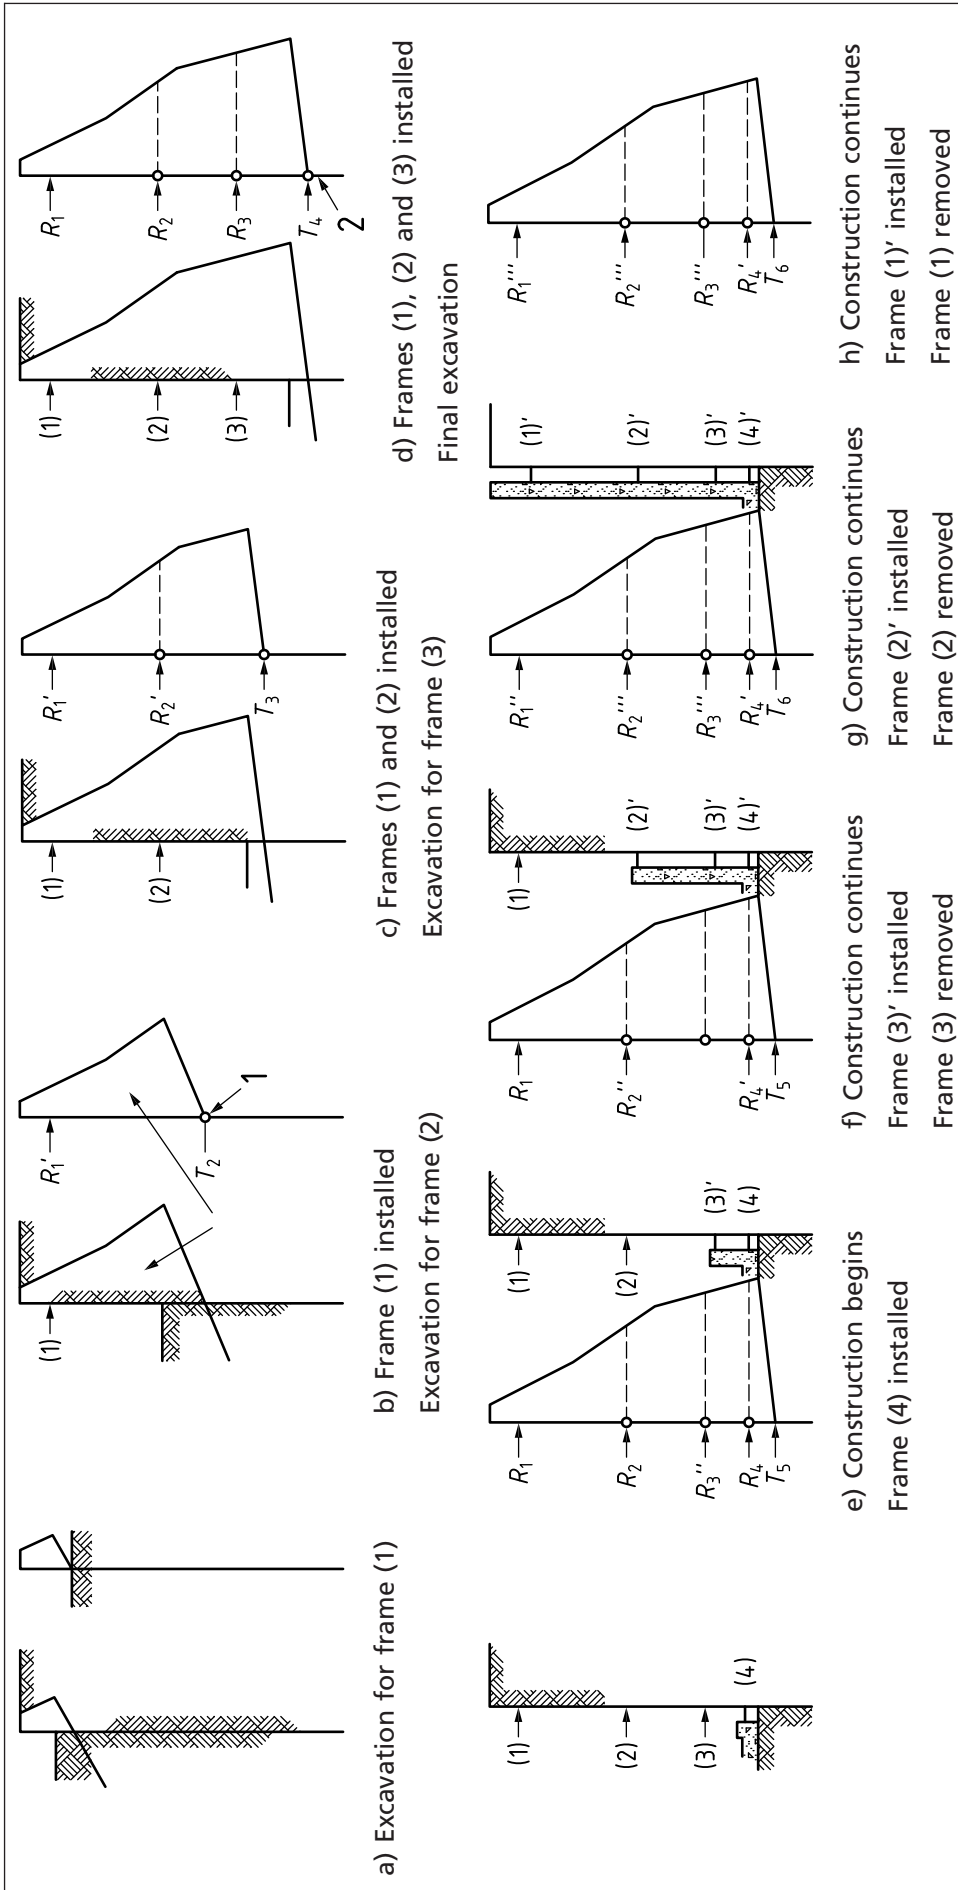 (1)
a) Excavation for frame (1)
(1)
R1'
T2
1
b) Frame (1) installed
Excavation for frame (2)
(1)
(2)
R1'
R2'
T3
c) Frames (1) and (2) installed
Excavation for frame (3)
(1)
(2)
(3)
R1
R2
R3
T4
2
d) Frames (1), (2) and (3) installed
Final excavation
(1)
(2)
(3)
(4)
R1
R2
R3''
R4
T5
e) Construction begins
Frame (4) installed
(1)
(2)
(3)'
(4)
R1
R2''
R4'
T5
f) Construction continues
Frame (3)' installed
Frame (3) removed
(1)
(2)'
(3)'
(4)'
R1''
R2'''
R3'''
R4'
T6
g) Construction continues
Frame (2)' installed
Frame (2) removed
(1)'
(2)'
(3)'
(4)'
R1'''
R2'''
R3'''
R4'
T6
h) Construction continues
Frame (1)' installed
Frame (1) removed